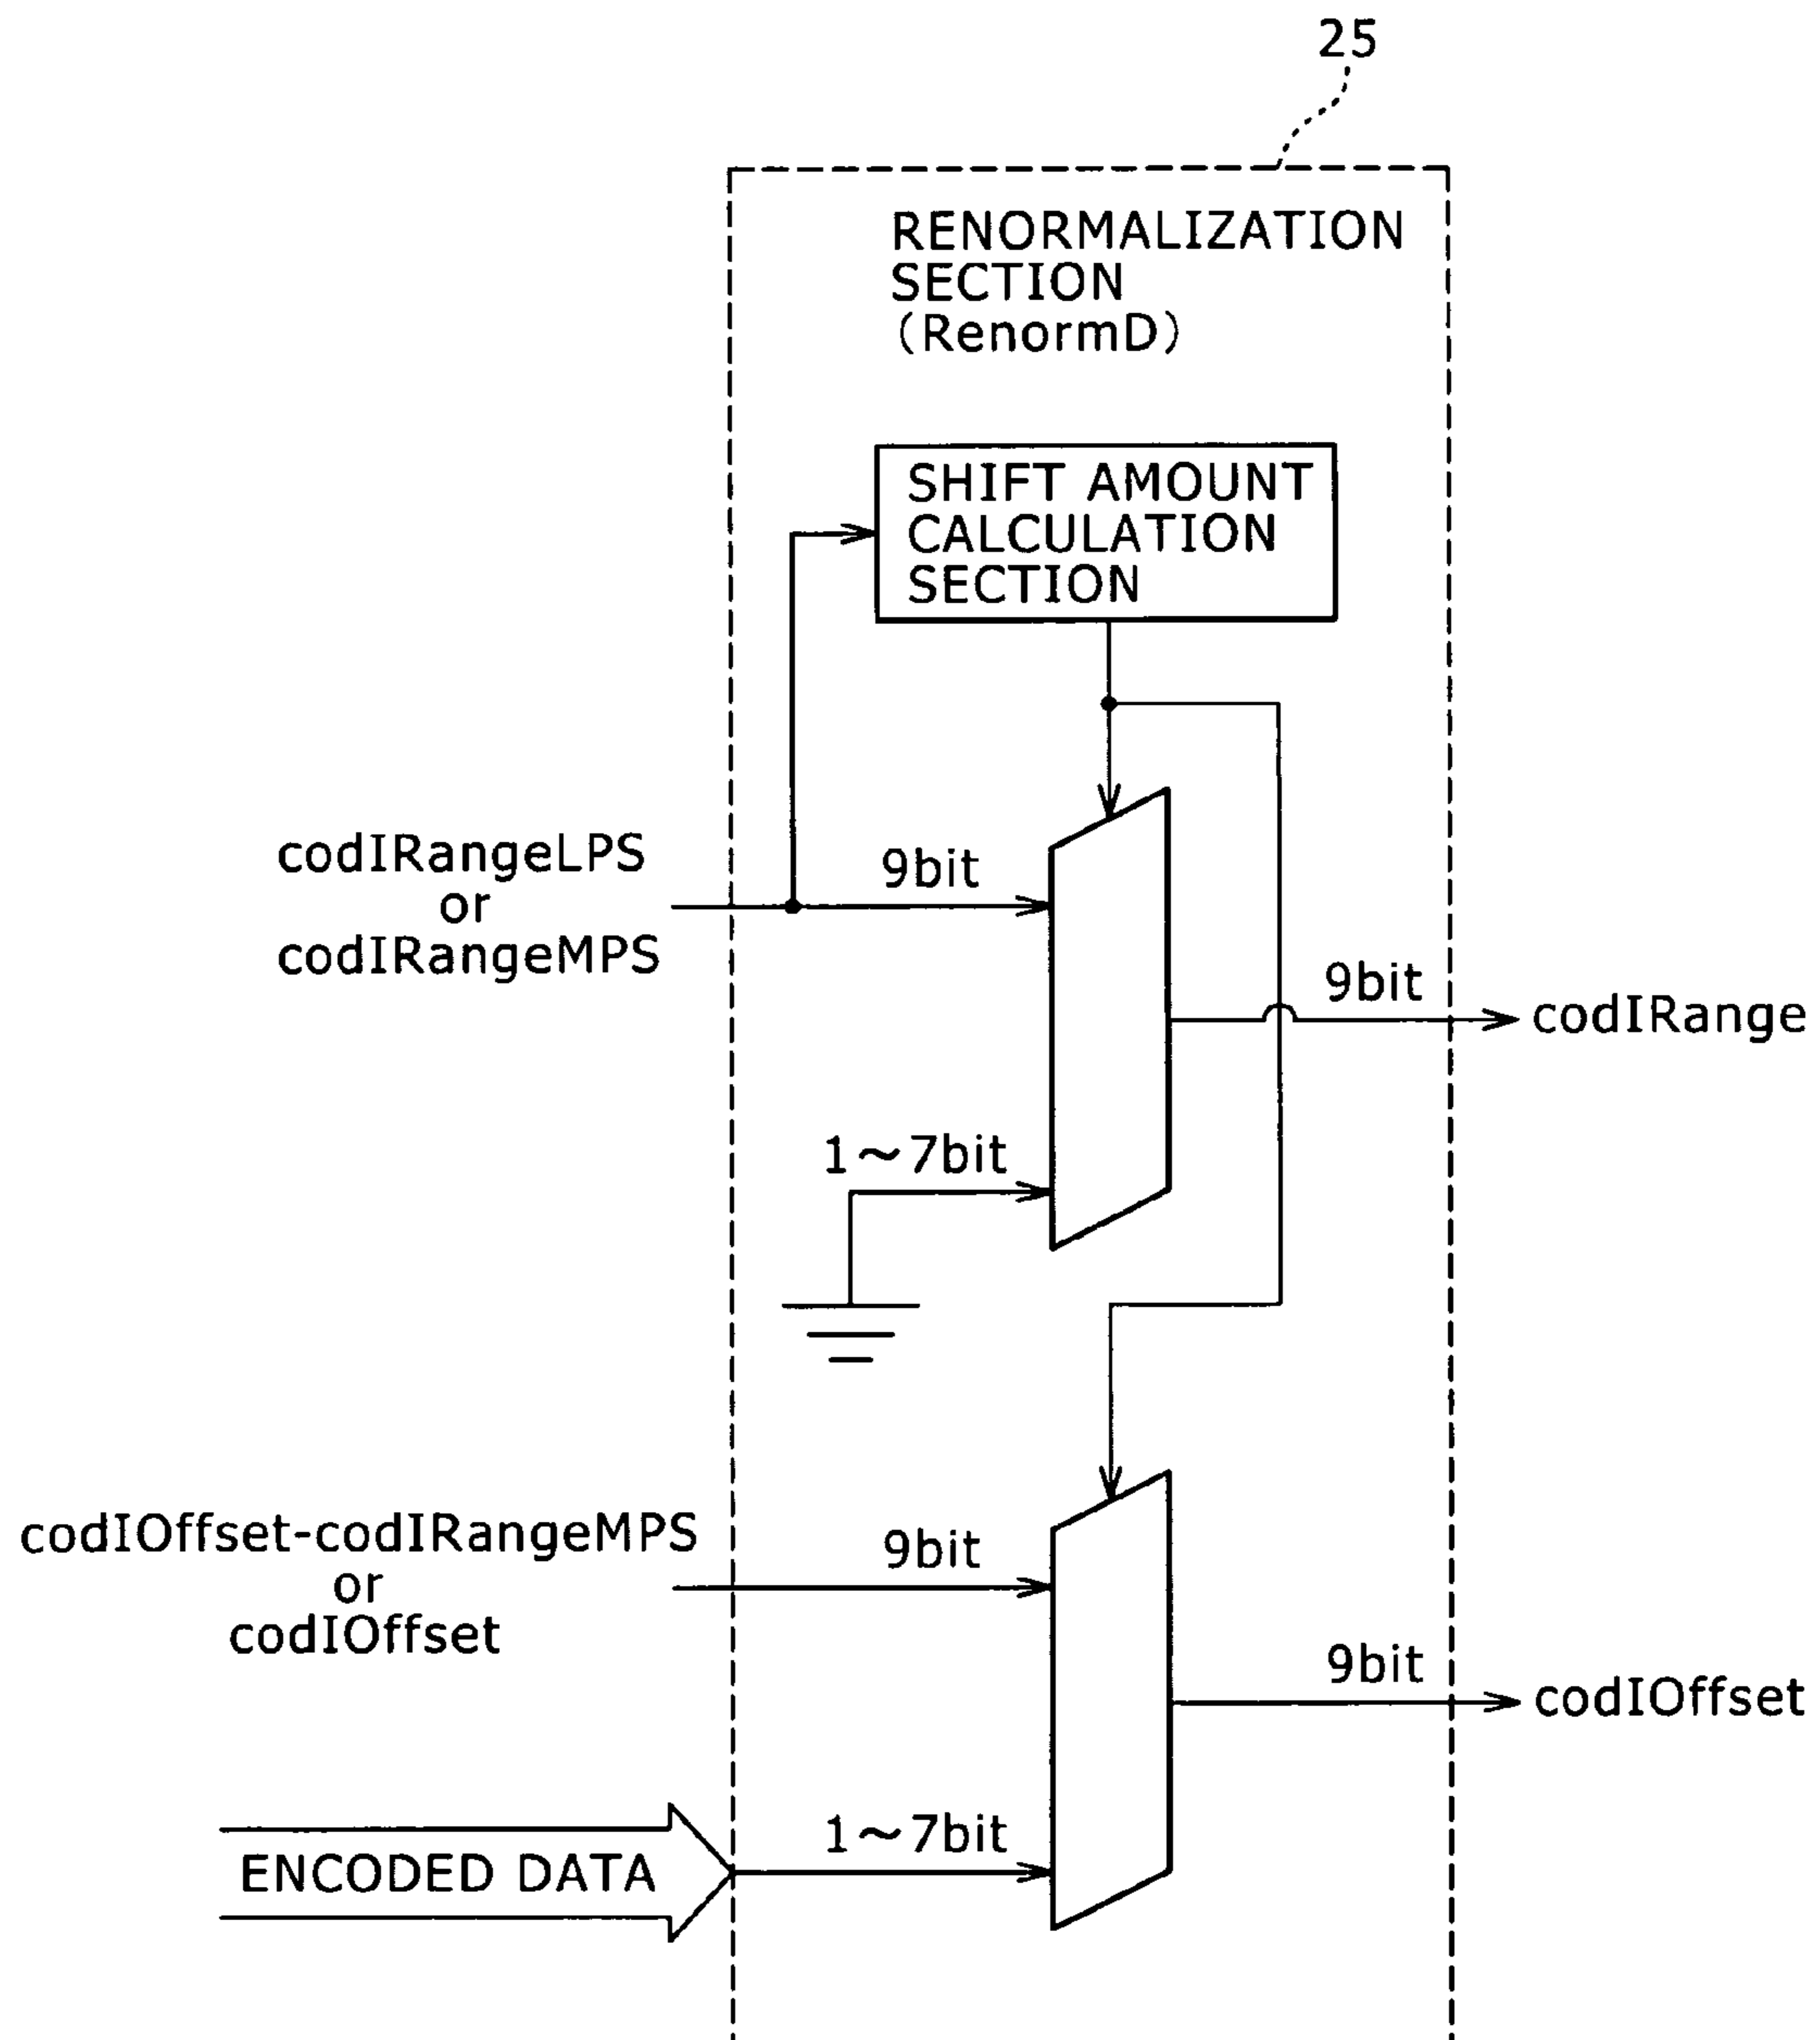 25
RENORMALIZATION
SECTION
(RenormD)
SHIFT AMOUNT
CALCULATION
SECTION
codIRangeLPS
or
codIRangeMPS
9bit
9bit
codIRange
1~7bit
codIOffset-codIRangeMPS
or
codIOffset
9bit
9bit
codIOffset
ENCODED DATA
1~7bit